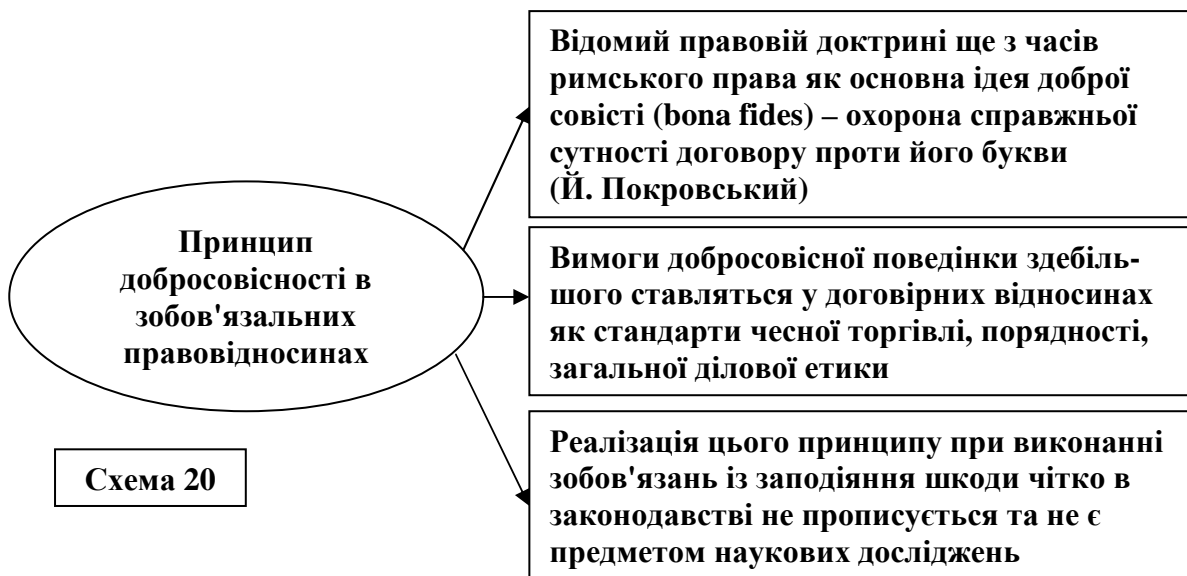 Принцип
добросовісності в
зобов'язальних
правовідносинах
Схема 20
Відомий правовій доктрині ще з часів
римського права як основна ідея доброї
совісті (bona fides) – охорона справжньої
сутності договору проти його букви
(Й. Покровський)
Вимоги добросовісної поведінки здебіль-
шого ставляться у договірних відносинах
як стандарти чесної торгівлі, порядності,
загальної ділової етики
Реалізація цього принципу при виконанні
зобов'язань із заподіяння шкоди чітко в
законодавстві не прописується та не є
предметом наукових досліджень